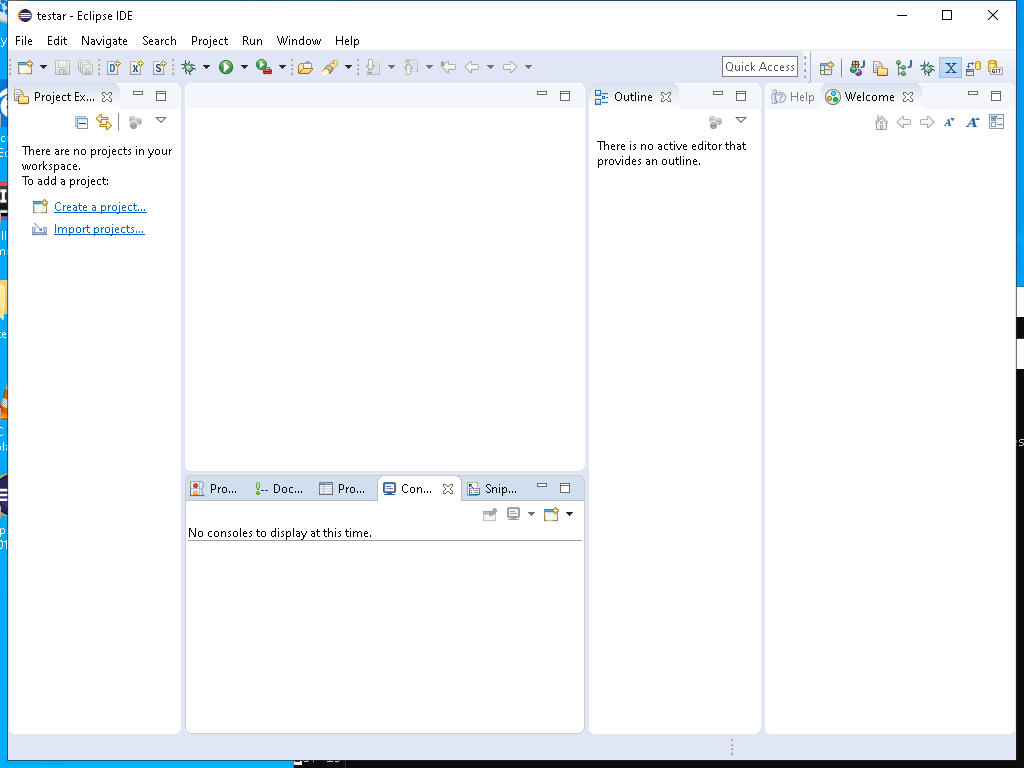 testar - Eclipse IDE
File Edit Navigate Search Project Run Window Help
Quick Access
Project Ex...
Outline
Help
Welcome
There are no projects in your
workspace.
To add a project:
Create a project...
Import projects...
There is no active editor that
provides an outline.
Pro...
Doc...
Pro...
Con...
Snip...
No consoles to display at this time.